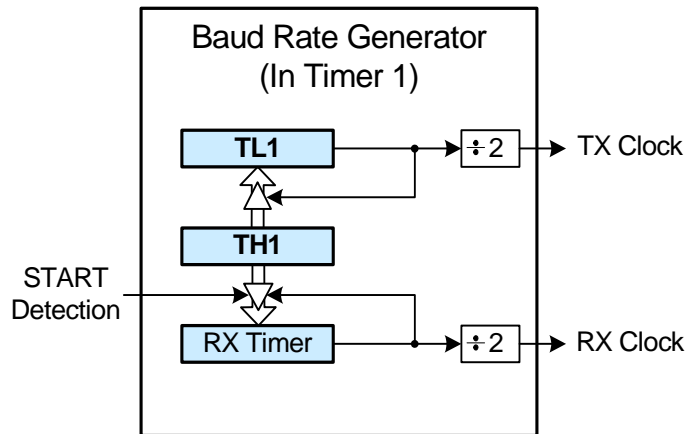 Baud Rate Generator
(In Timer 1)
TL1
÷2
TX Clock
TH1
START
Detection
RX Timer
÷2
RX Clock